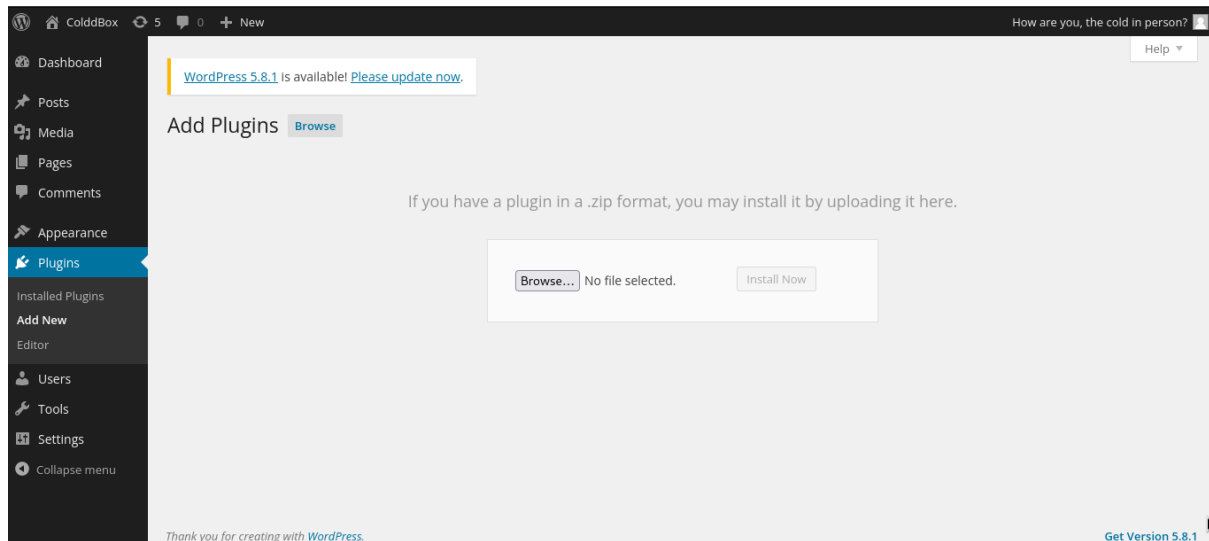 ColddBox 5 0 New How are you, the cold in person?
Help
Dashboard
Posts
Media
Pages
Comments
Appearance
Plugins
Installed Plugins
Add New
Editor
Users
Tools
Settings
Collapse menu
WordPress 5.8.1 is available! Please update now.
Add Plugins Browse
If you have a plugin in a .zip format, you may install it by uploading it here.
Browse... No file selected. Install Now
Thank you for creating with WordPress. Get Version 5.8.1